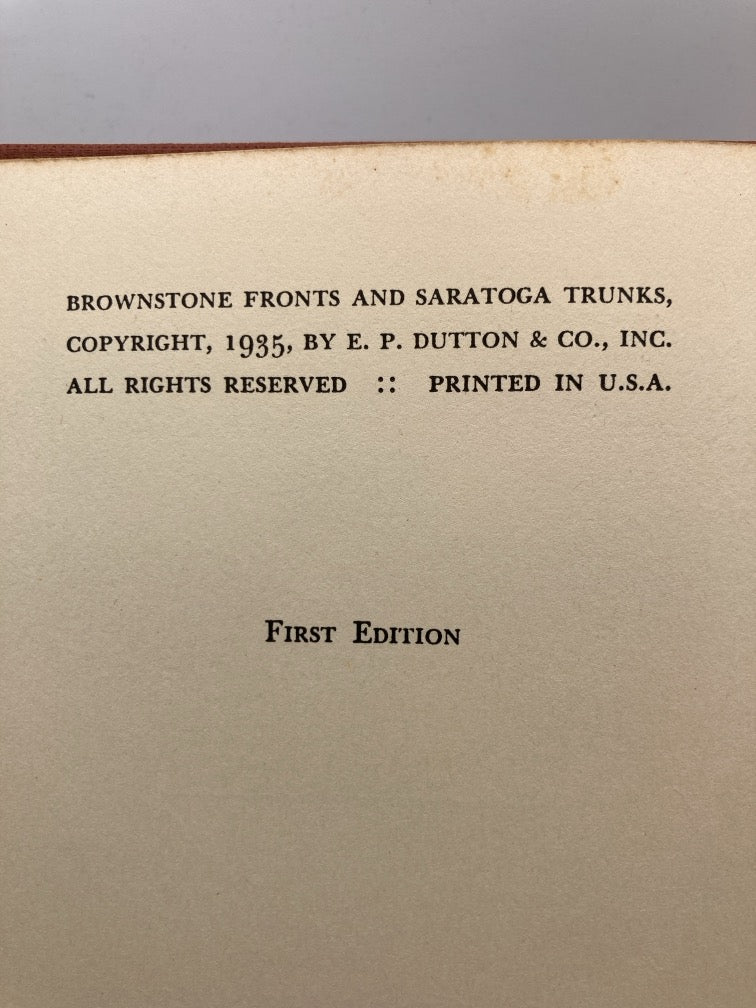 BROWNSTONE FRONTS AND SARATOGA TRUNKS,
COPYRIGHT, 1935, BY E. P. DUTTON & CO., INC.
ALL RIGHTS RESERVED :: PRINTED IN U.S.A.
FIRST EDITION